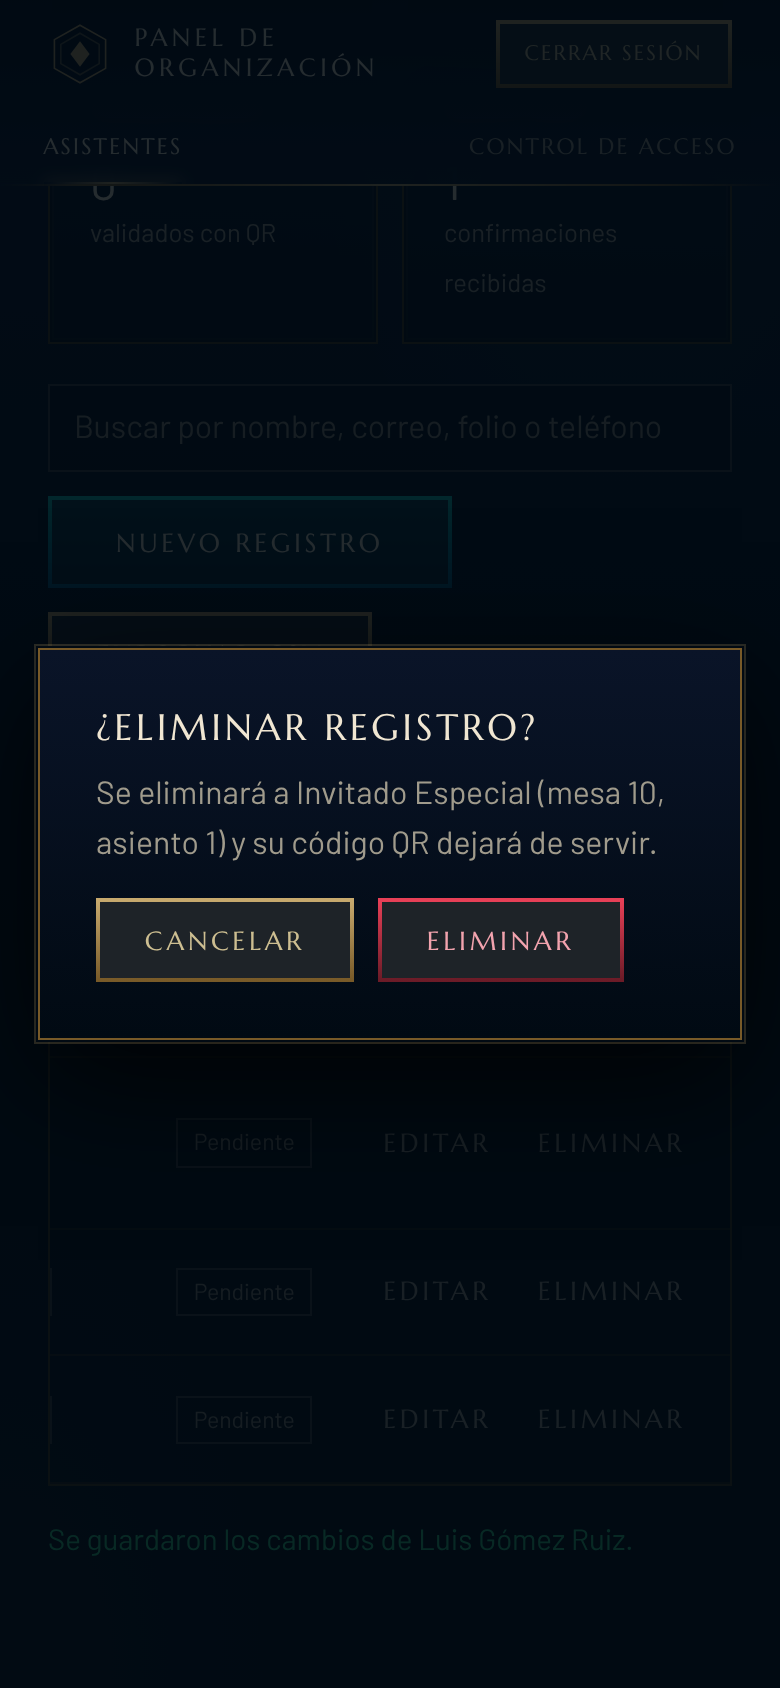 PANEL DE
ORGANIZACIÓN
CERRAR SESIÓN
ASISTENTES
CONTROL DE ACCESO
validados con QR
confirmaciones
recibidas
Buscar por nombre, correo, folio o teléfono
NUEVO REGISTRO
¿ELIMINAR REGISTRO?
Se eliminará a Invitado Especial (mesa 10,
asiento 1) y su código QR dejará de servir.
CANCELAR
ELIMINAR
Pendiente
EDITAR
ELIMINAR
Pendiente
EDITAR
ELIMINAR
Pendiente
EDITAR
ELIMINAR
Se guardaron los cambios de Luis Gómez Ruiz.